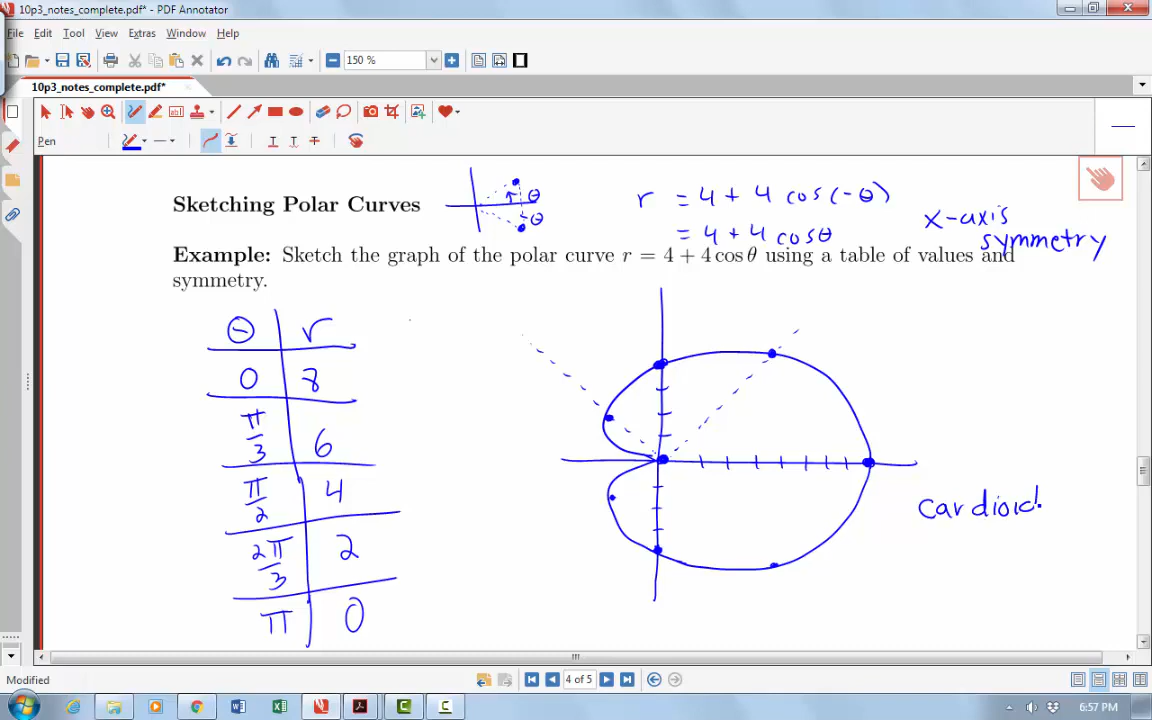 10p3_notes_complete.pdf* - PDF Annotator
File Edit Tool View Extras Window Help
150 %
10p3_notes_complete.pdf*
Pen
Sketching Polar Curves
θ
θ
r = 4 + 4 cos(-θ)
= 4 + 4 cosθ
x-axis
symmetry
Example: Sketch the graph of the polar curve r = 4 + 4 cos θ using a table of values and
symmetry.
θ r
0 8
π/3 6
π/2 4
2π/3 2
π 0
cardioid!
Modified
4 of 5
6:57 PM